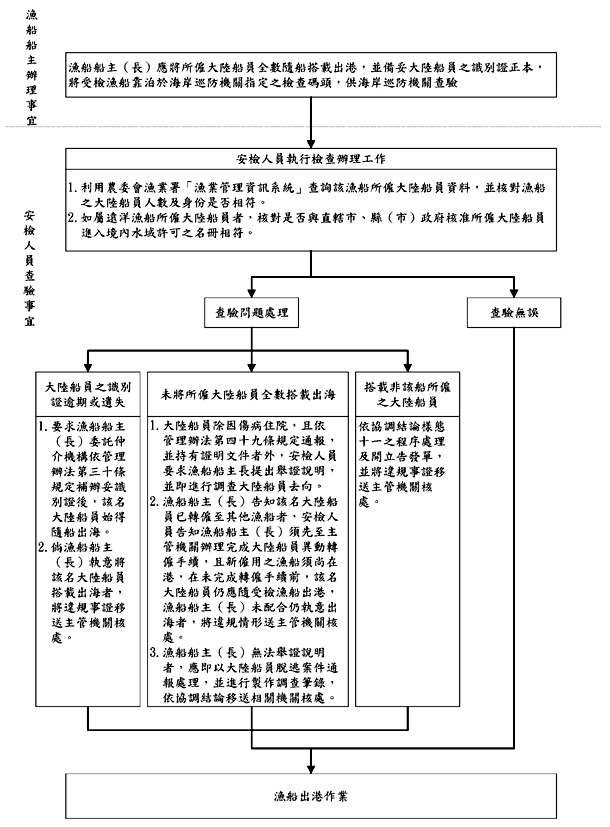 漁船船主辦理事宜
漁船船主（長）應將所僱大陸船員全數隨船搭載出港，並備妥大陸船員之識別證正本，
將受檢漁船靠泊於海岸巡防機關指定之檢查碼頭，供海岸巡防機關查驗
安檢人員查驗事宜
安檢人員執行檢查辦理工作
1. 利用農委會漁業署「漁業管理資訊系統」查詢該漁船所僱大陸船員資料，並核對漁船
之大陸船員人數及身份是否相符。
2. 如屬遠洋漁船所僱大陸船員者，核對是否與直轄市、縣（市）政府核准所僱大陸船員
進入境內水域許可之名冊相符。
查驗問題處理
查驗無誤
大陸船員之識別
證逾期或遺失
1. 要求漁船船主
（長）委託仲
介機構依管理
辦法第三十條
規定補辦妥識
別證後，該名
大陸船員始得
隨船出海。
2. 倘漁船船主
（長）執意將
該名大陸船員
搭載出海者，
將違規事證移
送主管機關核
處。
未將所僱大陸船員全數搭載出海
1. 大陸船員除因傷病住院，且依
管理辦法第四十九條規定通報，
並持有證明文件者外，安檢人員
要求漁船船主長提出舉證說明，
並即進行調查大陸船員去向。
2. 漁船船主（長）告知該名大陸船
員已轉僱至其他漁船者，安檢人
員告知漁船船主（長）須先至主
管機關辦理完成大陸船員異動轉
僱手續，且新僱用之漁船須尚在
港，在未完成轉僱手續前，該名
大陸船員仍應隨受檢漁船出港，
漁船船主（長）未配合仍執意出
海者，將違規情形送主管機關核
處。
3. 漁船船主（長）無法舉證說明
者，應即以大陸船員脫逃案件通
報處理，並進行製作調查筆錄，
依協調結論移送相關機關核處。
搭載非該船所僱
之大陸船員
依協調結論樣態
十一之程序處理
及開立告發單，
並將違規事證移
送主管機關核
處。
漁船出港作業